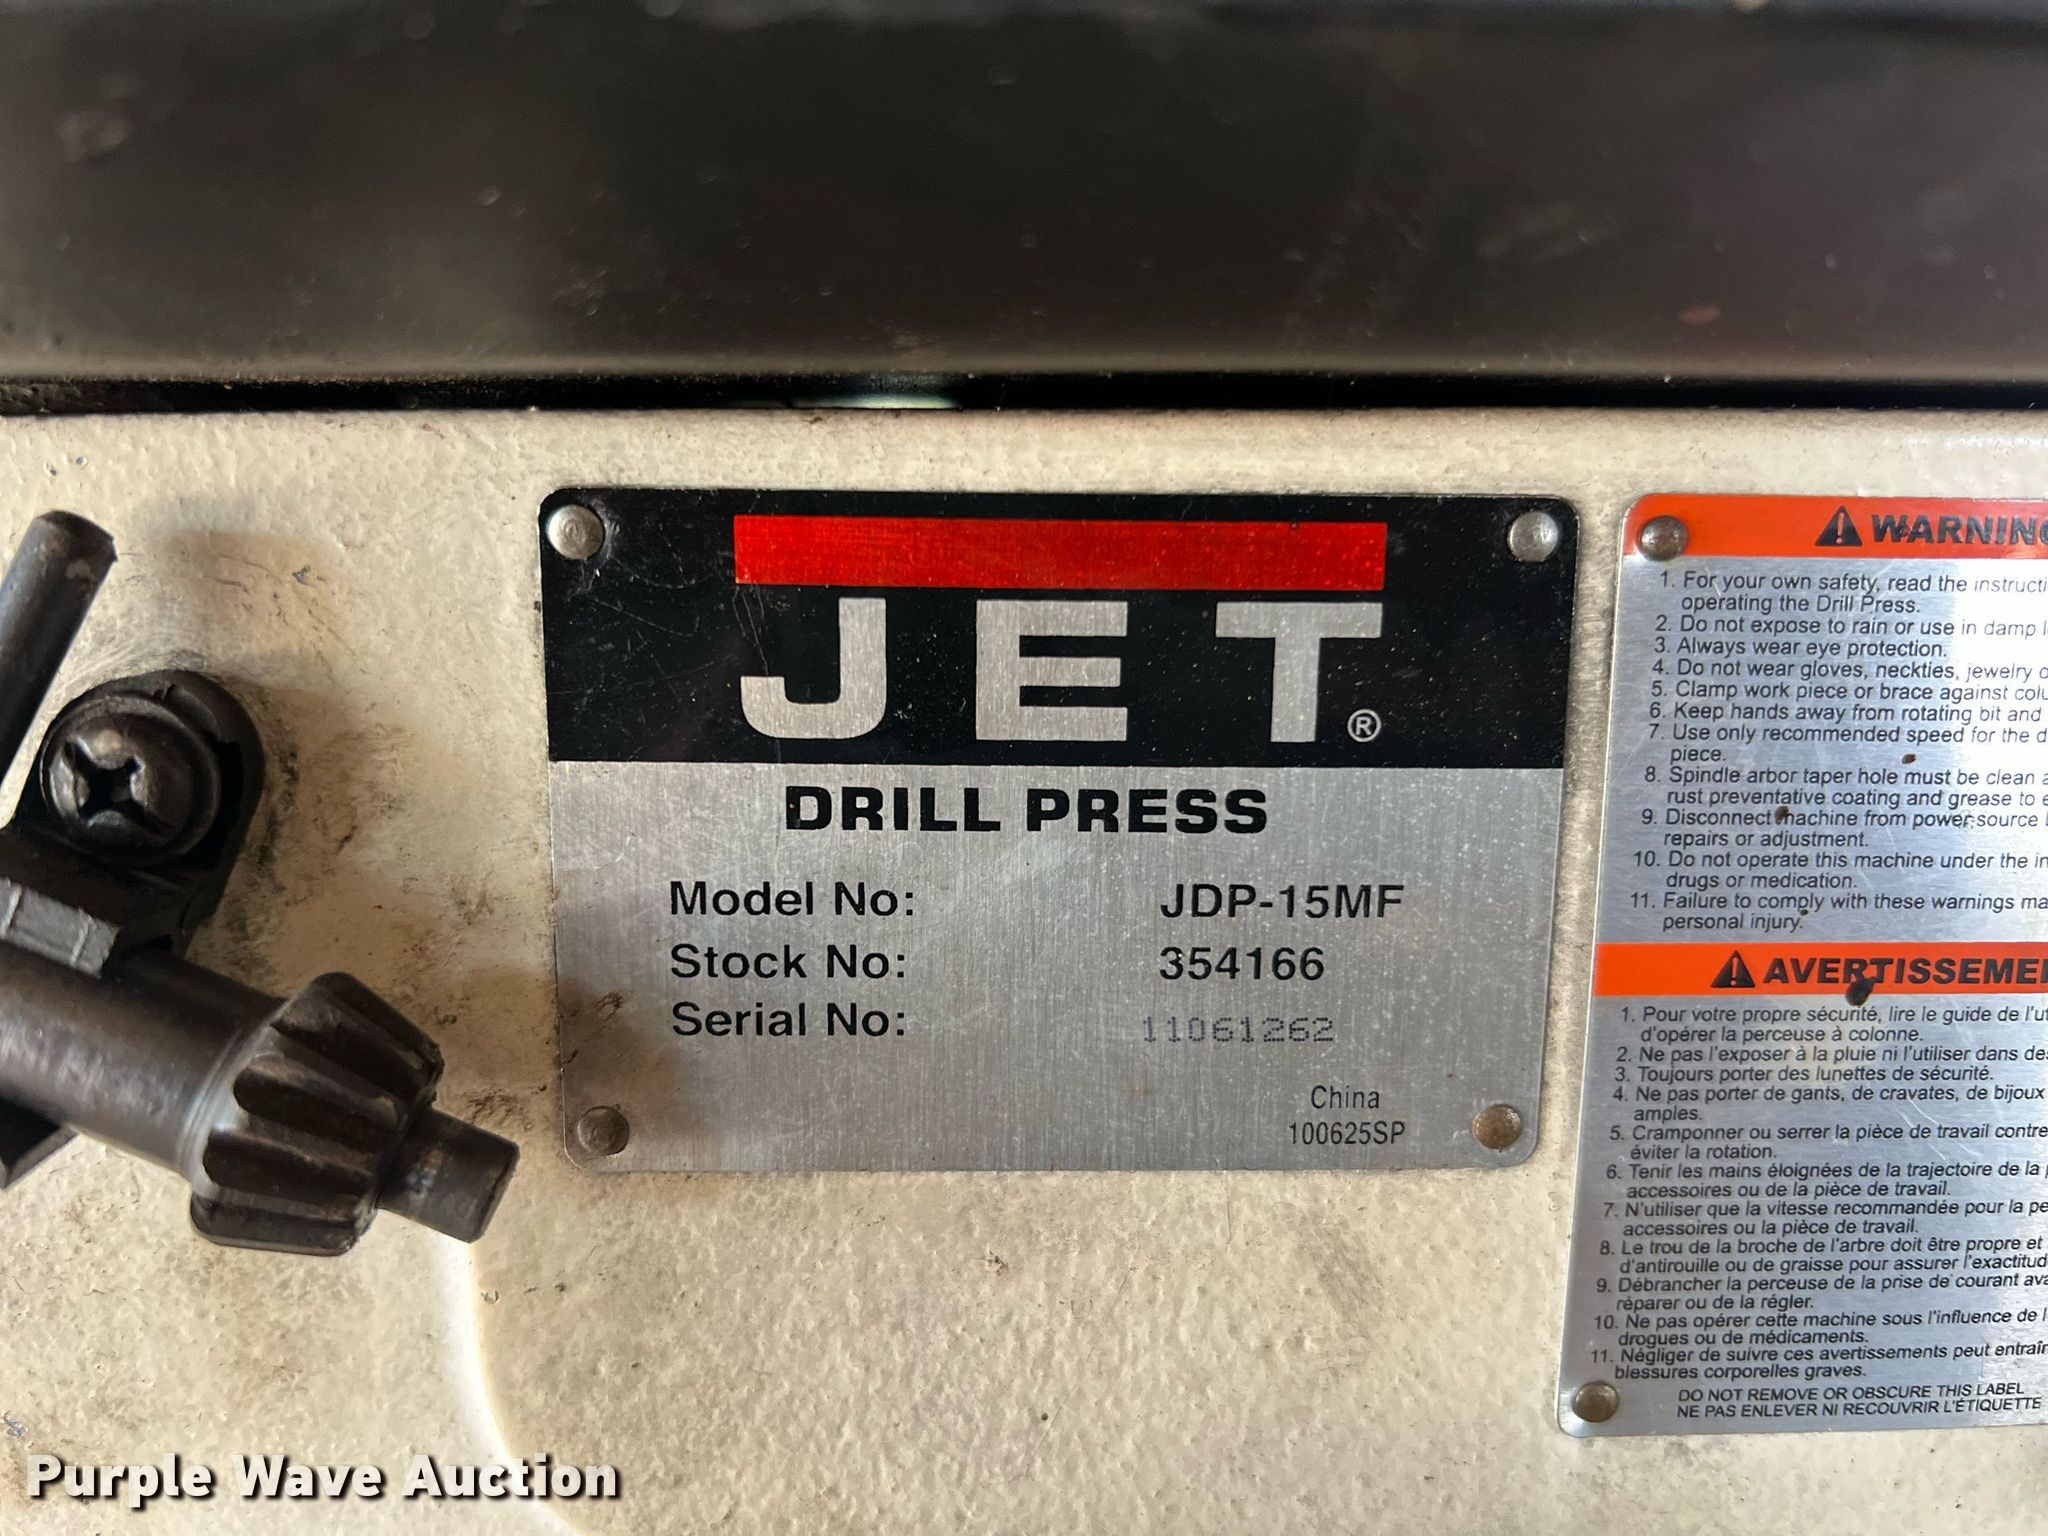 JET®
DRILL PRESS
Model No: JDP-15MF
Stock No: 354166
Serial No: 11061262
China
100625SP
WARNING
1. For your own safety, read the
operating the Drill Press.
2. Do not expose to rain or use in damp
3. Always wear eye protection.
4. Do not wear gloves, neckties, jewelry
5. Clamp work piece or brace against
6. Keep hands away from rotating bit and
7. Use only recommended speed for the
piece.
8. Spindle arbor taper hole must be clean
rust preventative coating and grease to
9. Disconnect machine from power source
repairs or adjustment.
10. Do not operate this machine under the
drugs or medication.
11. Failure to comply with these warnings
personal injury.
1. Pour votre propre sécurité, lire le guide de
d'opérer la perceuse à colonne.
2. Ne pas l'exposer à la pluie ni l'utiliser dans
3. Toujours porter des lunettes de sécurité.
4. Ne pas porter de gants, de cravates, de bijoux
amples.
5. Cramponner ou serrer la pièce de travail contre
éviter la rotation.
6. Tenir les mains éloignées de la trajectoire de la
accessoires ou de la pièce de travail.
7. N'utiliser que la vitesse recommandée pour la
accessoires ou la pièce de travail.
8. Le trou de la broche de l'arbre doit être propre et
d'antirouille ou de graisse pour assurer
9. Débrancher la perceuse de la prise de courant
réparer ou de la régler.
10. Ne pas opérer cette machine sous l'influence de
drogues ou de médicaments.
11. Négliger de suivre ces avertissements peut
blessures corporelles graves.
DO NOT REMOVE OR OBSCURE THIS LABEL
NE PAS ENLEVER NI RECOUVRIR L'ÉTIQUETTE
Purple Wave Auction